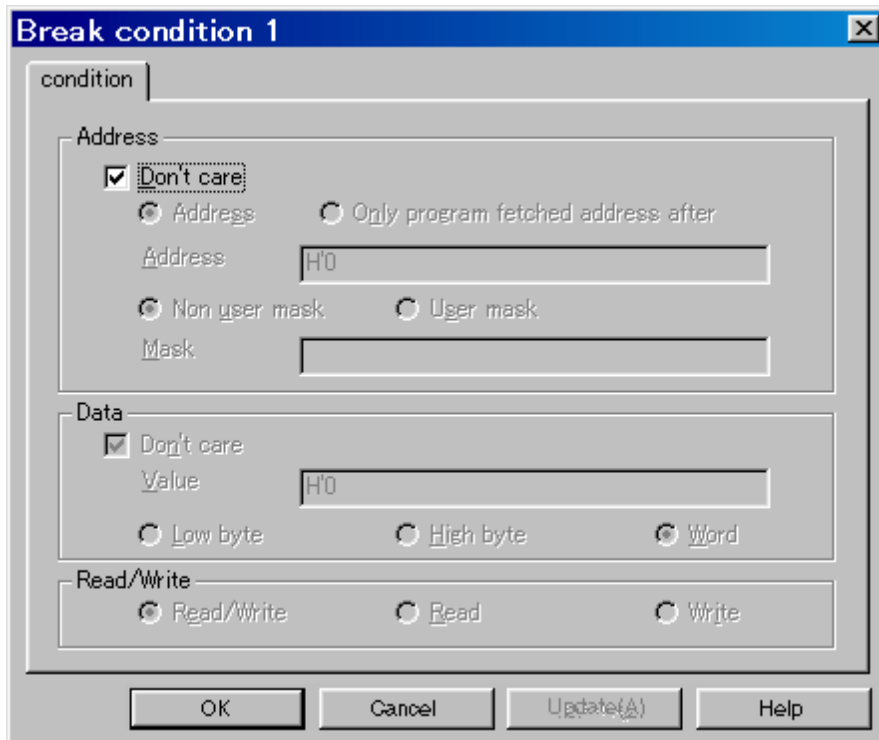 Break condition 1
condition
Address
Don't care
Address Only program fetched address after
Address H'0
Non user mask User mask
Mask
Data
Don't care
Value H'0
Low byte High byte Word
Read/Write
Read/Write Read Write
OK Cancel Update(A) Help